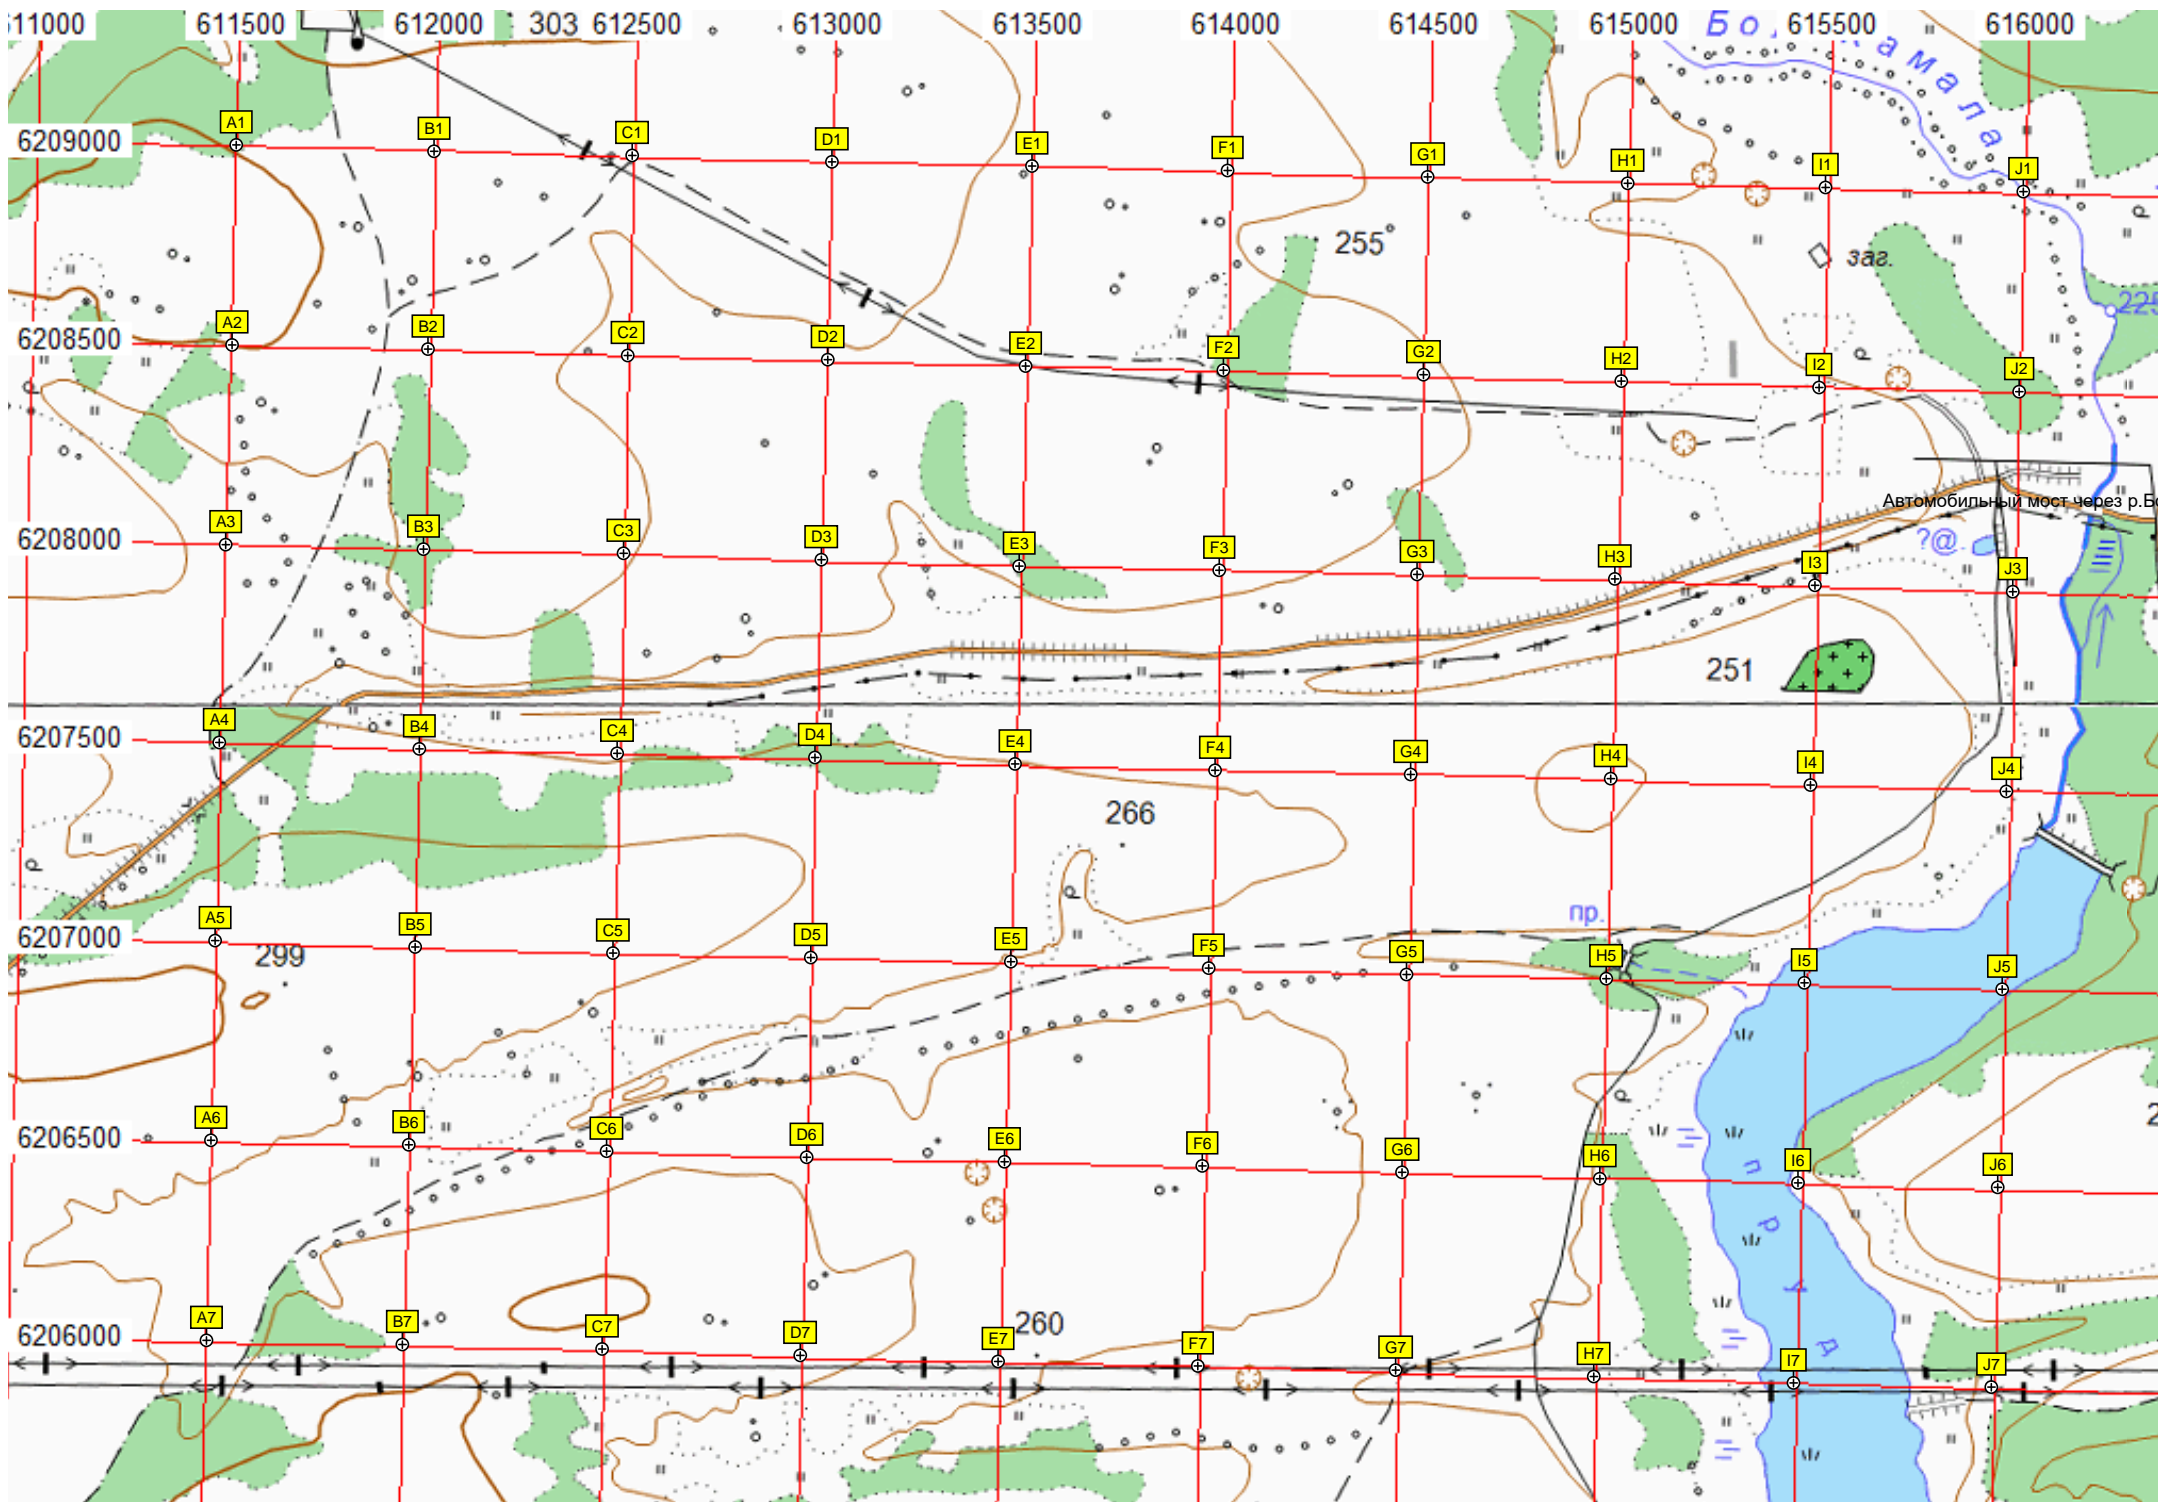 611000 611500 612000 303 612500 613000 613500 614000 614500 615000 615500 616000
Бо
амала
A1 B1 C1 D1 E1 F1 G1 H1 I1 J1
6209000
255
заг.
225
A2 B2 C2 D2 E2 F2 G2 H2 I2 J2
6208500
Автомобильный мост через р.Бо
?@.
A3 B3 C3 D3 E3 F3 G3 H3 I3 J3
6208000
251
A4 B4 C4 D4 E4 F4 G4 H4 I4 J4
6207500
266
пр.
A5 B5 C5 D5 E5 F5 G5 H5 I5 J5
6207000
299
A6 B6 C6 D6 E6 F6 G6 H6 I6 J6
6206500
2
пруд
260
A7 B7 C7 D7 E7 F7 G7 H7 I7 J7
6206000